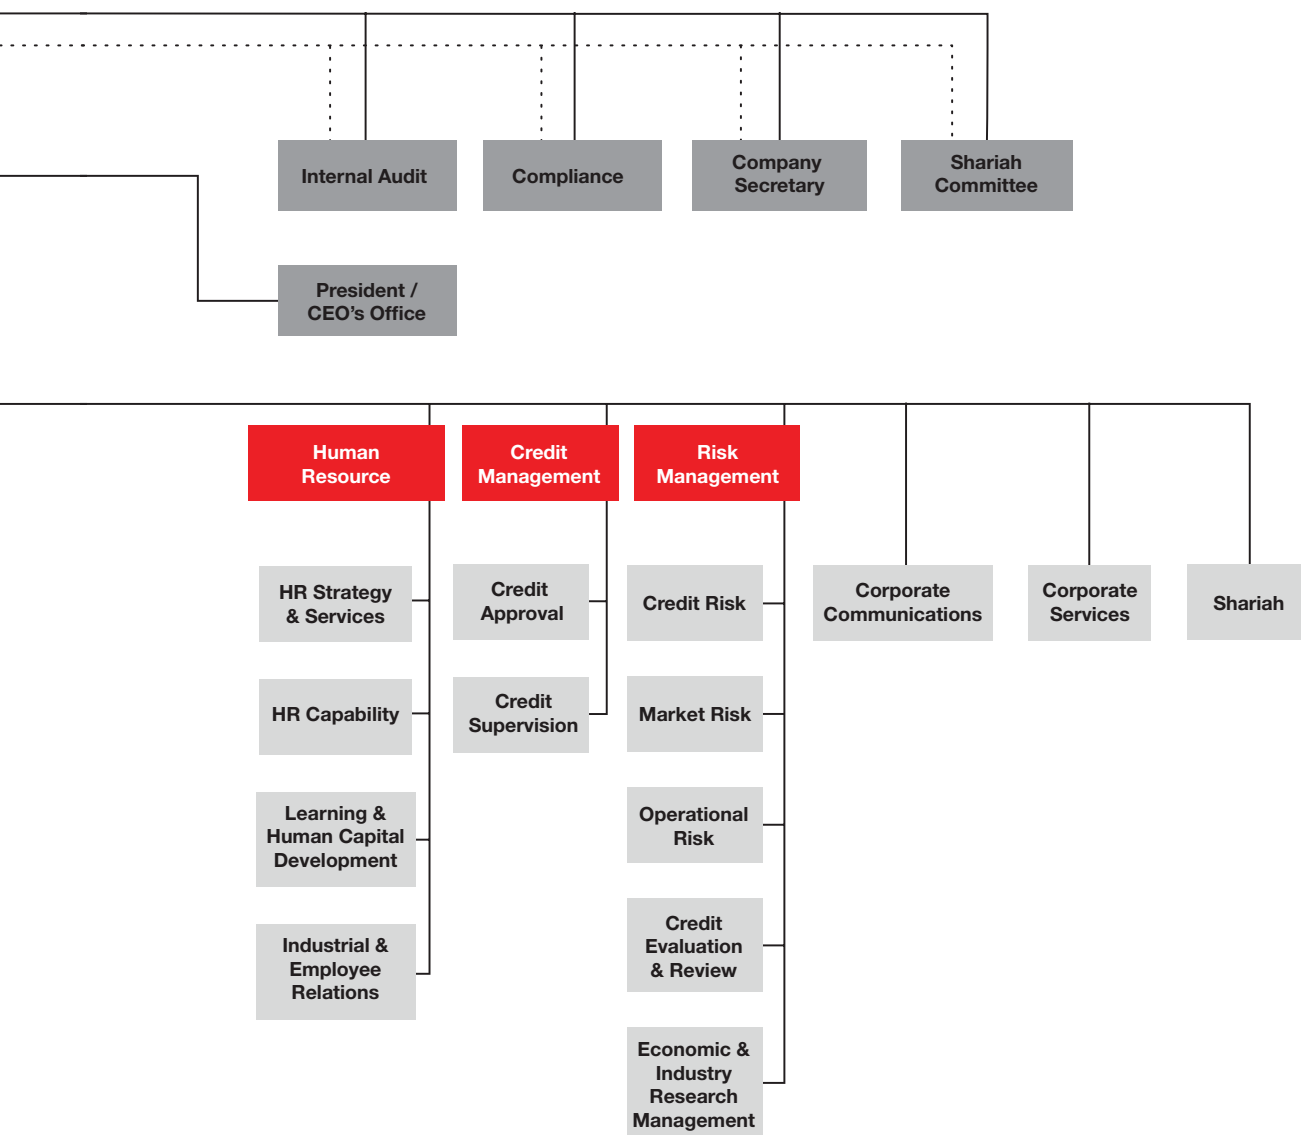 Internal Audit
Compliance
Company
Secretary
Shariah
Committee
President /
CEO’s Office
Human
Resource
Credit
Management
Risk
Management
HR Strategy
& Services
HR Capability
Learning &
Human Capital
Development
Industrial &
Employee
Relations
Credit
Approval
Credit
Supervision
Credit Risk
Market Risk
Operational
Risk
Credit
Evaluation
& Review
Economic &
Industry
Research
Management
Corporate
Communications
Corporate
Services
Shariah